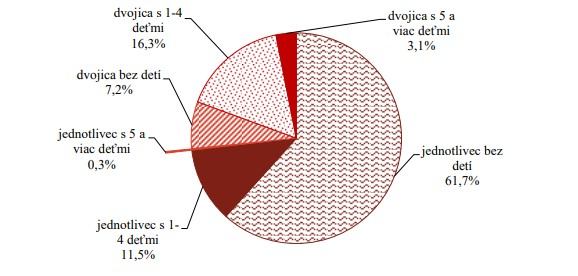 dvojica s 1-4
deťmi
16,3%
dvojica s 5 a
viac deťmi
3,1%
dvojica bez detí
7,2%
jednotlivec s 5 a
viac deťmi
0,3%
jednotlivec bez
detí
61,7%
jednotlivec s 1-
4 deťmi
11,5%